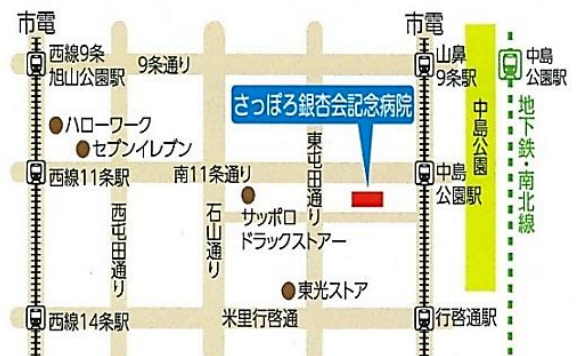 市電
市電
西線9条
旭山公園駅
9条通り
山鼻
9条駅
中島
公園駅
さっぽろ銀杏会記念病院
ハローワーク
セブンイレブン
東屯田通り
中島公園
地下鉄・南北線
西線11条駅
南11条通り
中島
公園駅
西屯田通り
石山通り
サッポロ
ドラックストアー
東光ストア
西線14条駅
米里行啓通
行啓通駅